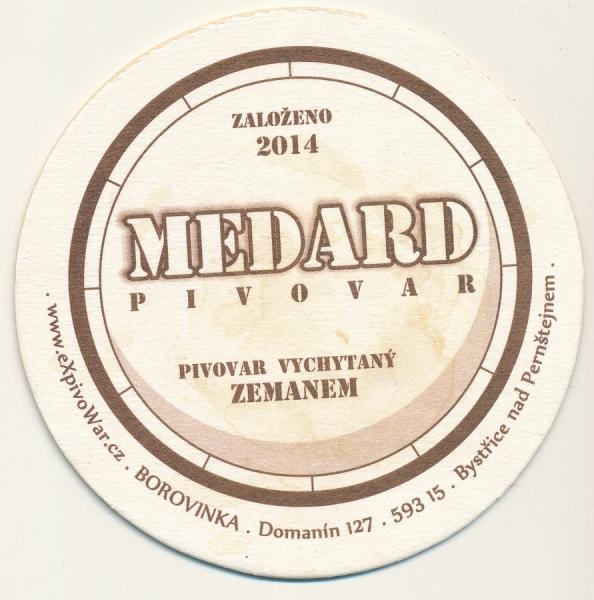 ZALOŽENO
2014
MEDARD
PIVOVAR
PIVOVAR VYCHYTANÝ
ZEMANEM
. www.eXpivoWar.cz . BOROVINKA . Domanín 127 . 593 15 . Bystřice nad Pernštejnem .